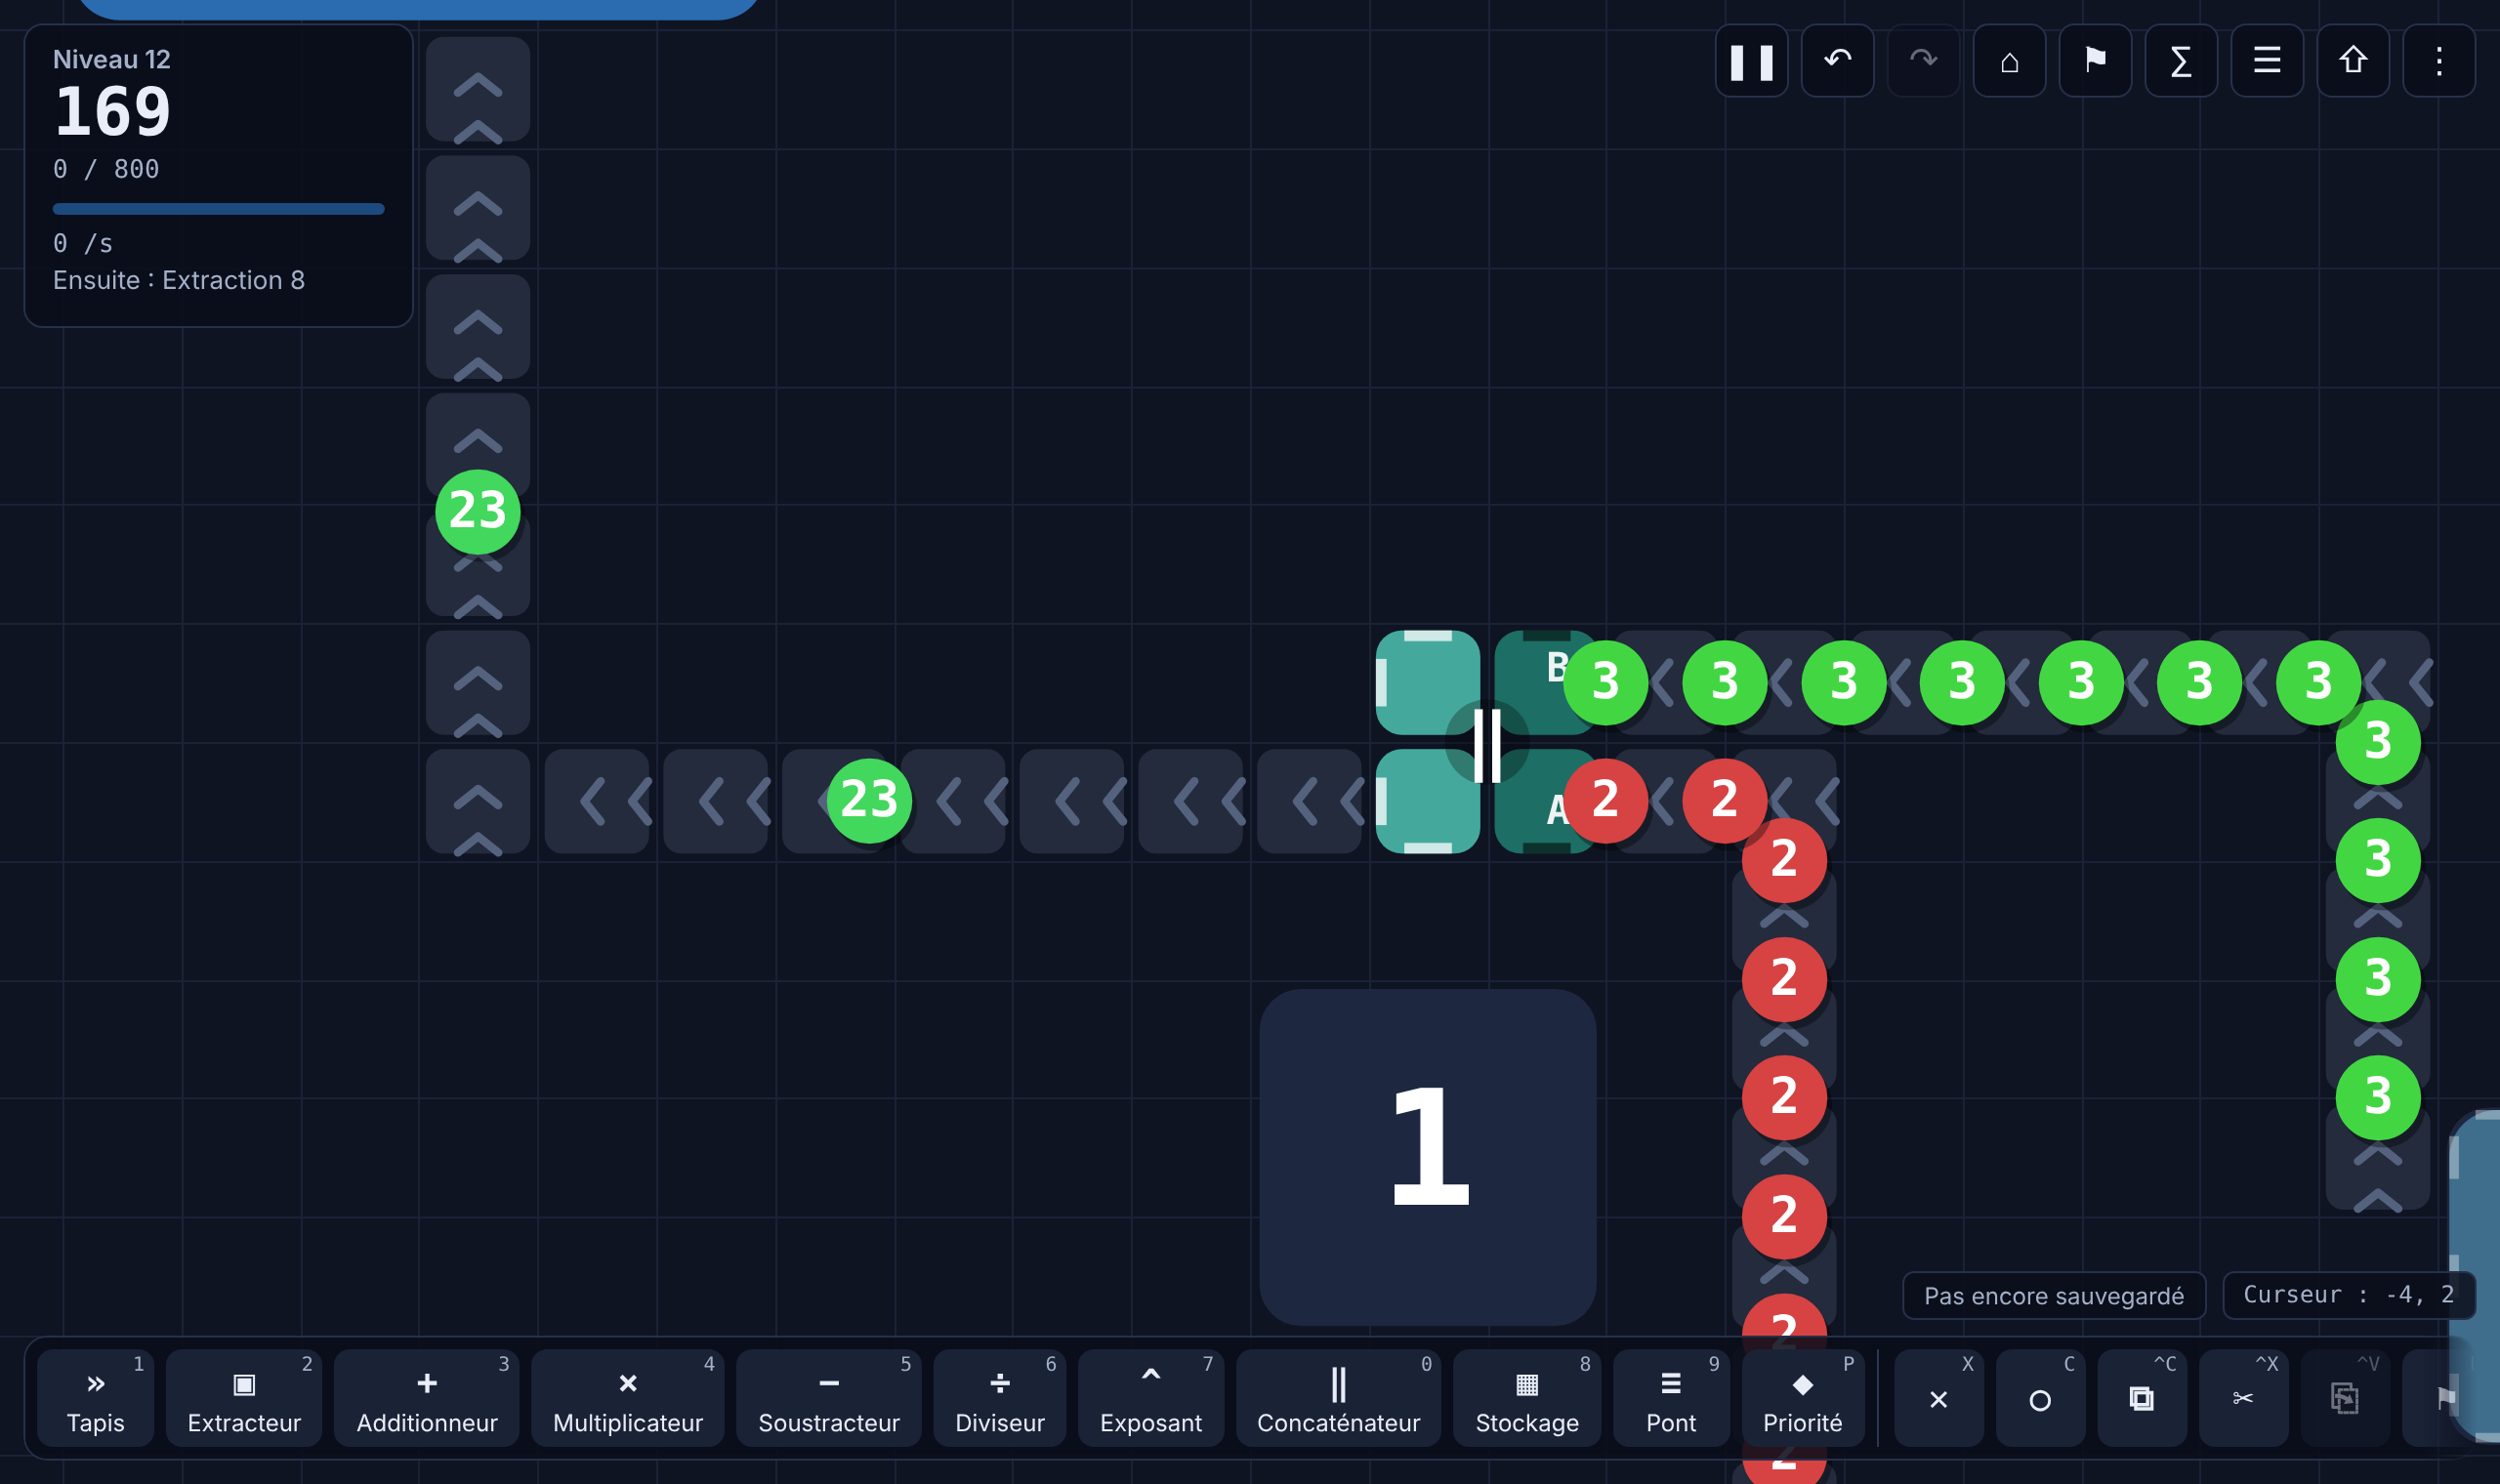 Niveau 12
169
0 / 800
0 /s
Ensuite : Extraction 8
23
B 3 3 3 3 3 3 3
3
23
A 2 2
2
3
2
3
2
3
1
2
2
2
Pas encore sauvegardé
Curseur : -4, 2
» 1 Tapis
▣ 2 Extracteur
+ 3 Additionneur
× 4 Multiplicateur
− 5 Soustracteur
÷ 6 Diviseur
^ 7 Exposant
‖ 0 Concaténateur
▦ 8 Stockage
≡ 9 Pont
◆ P Priorité
X
C
^C
^X
^V